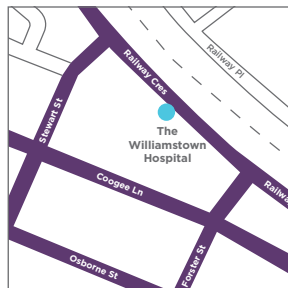 Railway Pl
Railway Cres
The
Williamstown
Hospital
Stewart St
Coogee Ln
Railwa
Osborne St
Forster St